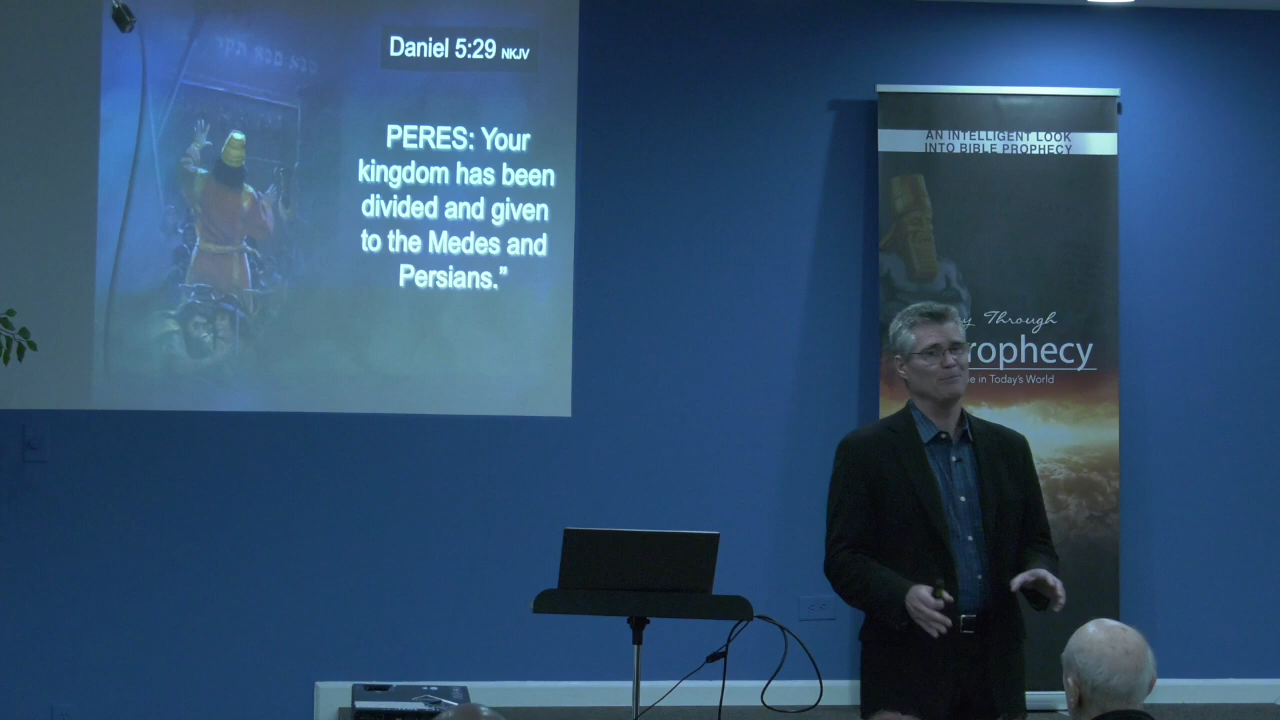 Daniel 5:29 NKJV
PERES: Your
kingdom has been
divided and given
to the Medes and
Persians.”
AN INTELLIGENT LOOK
INTO BIBLE PROPHECY
Through
rophecy
in Today's World